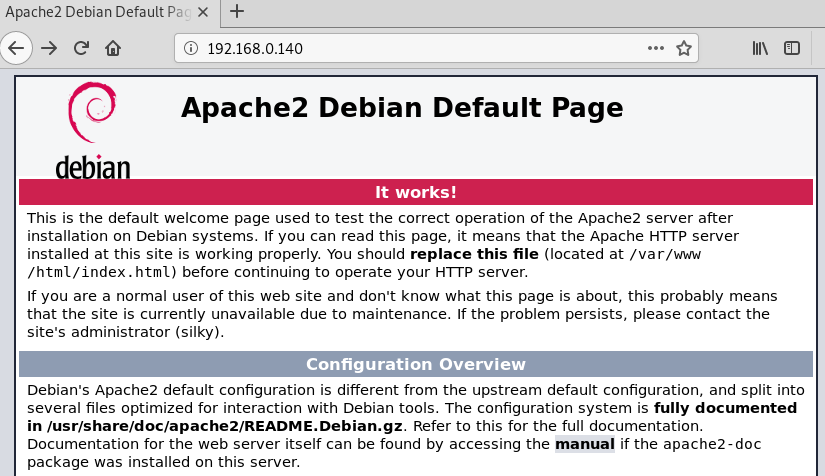 Apache2 Debian Default Pag
192.168.0.140
debian
Apache2 Debian Default Page
It works!
This is the default welcome page used to test the correct operation of the Apache2 server after
installation on Debian systems. If you can read this page, it means that the Apache HTTP server
installed at this site is working properly. You should replace this file (located at /var/www
/html/index.html) before continuing to operate your HTTP server.
If you are a normal user of this web site and don't know what this page is about, this probably means
that the site is currently unavailable due to maintenance. If the problem persists, please contact the
site's administrator (silky).
Configuration Overview
Debian's Apache2 default configuration is different from the upstream default configuration, and split into
several files optimized for interaction with Debian tools. The configuration system is fully documented
in /usr/share/doc/apache2/README.Debian.gz. Refer to this for the full documentation.
Documentation for the web server itself can be found by accessing the manual if the apache2-doc
package was installed on this server.